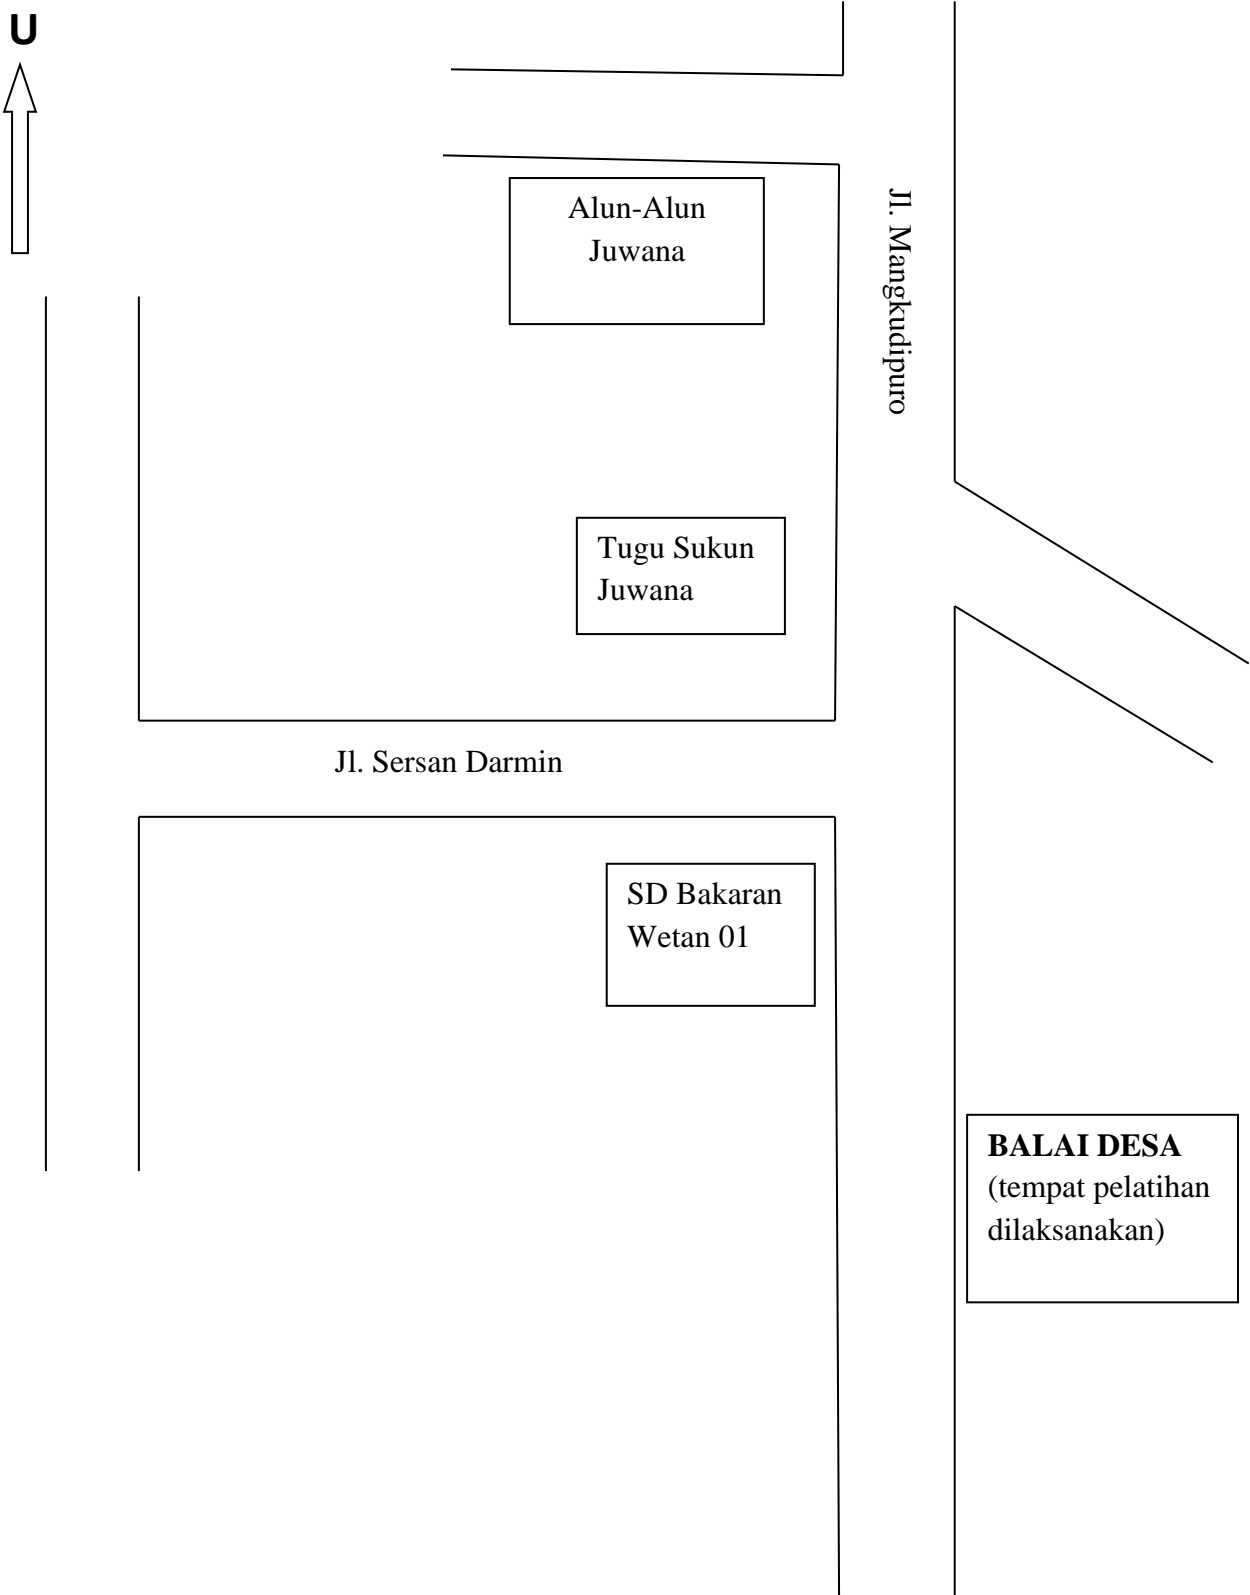 U
Alun-Alun
Juwana
Jl. Mangkudipuro
Tugu Sukun
Juwana
Jl. Sersan Darmin
SD Bakaran
Wetan 01
BALAI DESA
(tempat pelatihan
dilaksanakan)